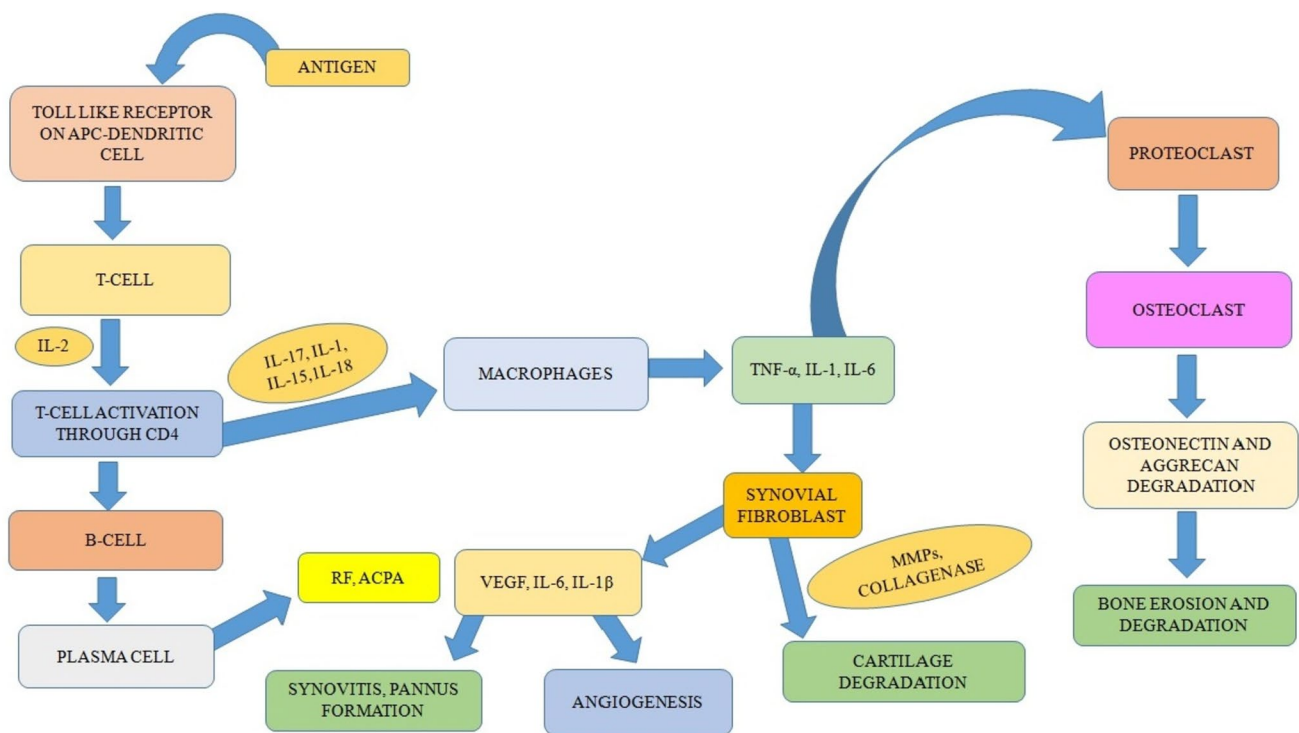 ANTIGEN
TOLL LIKE RECEPTOR
ON APC-DENDRITIC
CELL
T-CELL
IL-2
T-CELL ACTIVATION
THROUGH CD4
B-CELL
PLASMA CELL
RF, ACPA
IL-17, IL-1,
IL-15, IL-18
MACROPHAGES
TNF-α, IL-1, IL-6
SYNOVIAL
FIBROBLAST
VEGF, IL-6, IL-1β
SYNOVITIS, PANNUS
FORMATION
ANGIOGENESIS
MMPs,
COLLAGENASE
CARTILAGE
DEGRADATION
PROTEOCLAST
OSTEOCLAST
OSTEONECTIN AND
AGGRECAN
DEGRADATION
BONE EROSION AND
DEGRADATION